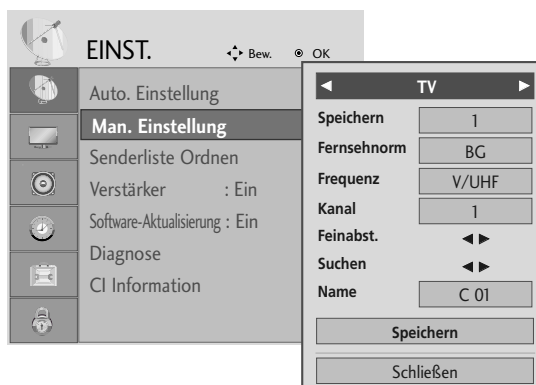 EINST. Bew. OK
Auto. Einstellung
Man. Einstellung
Senderliste Ordnen
Verstärker : Ein
Software-Aktualisierung : Ein
Diagnose
CI Information
TV
Speichern 1
Fernsehnorm BG
Frequenz V/UHF
Kanal 1
Feinabst.
Suchen
Name C 01
Speichern
Schließen